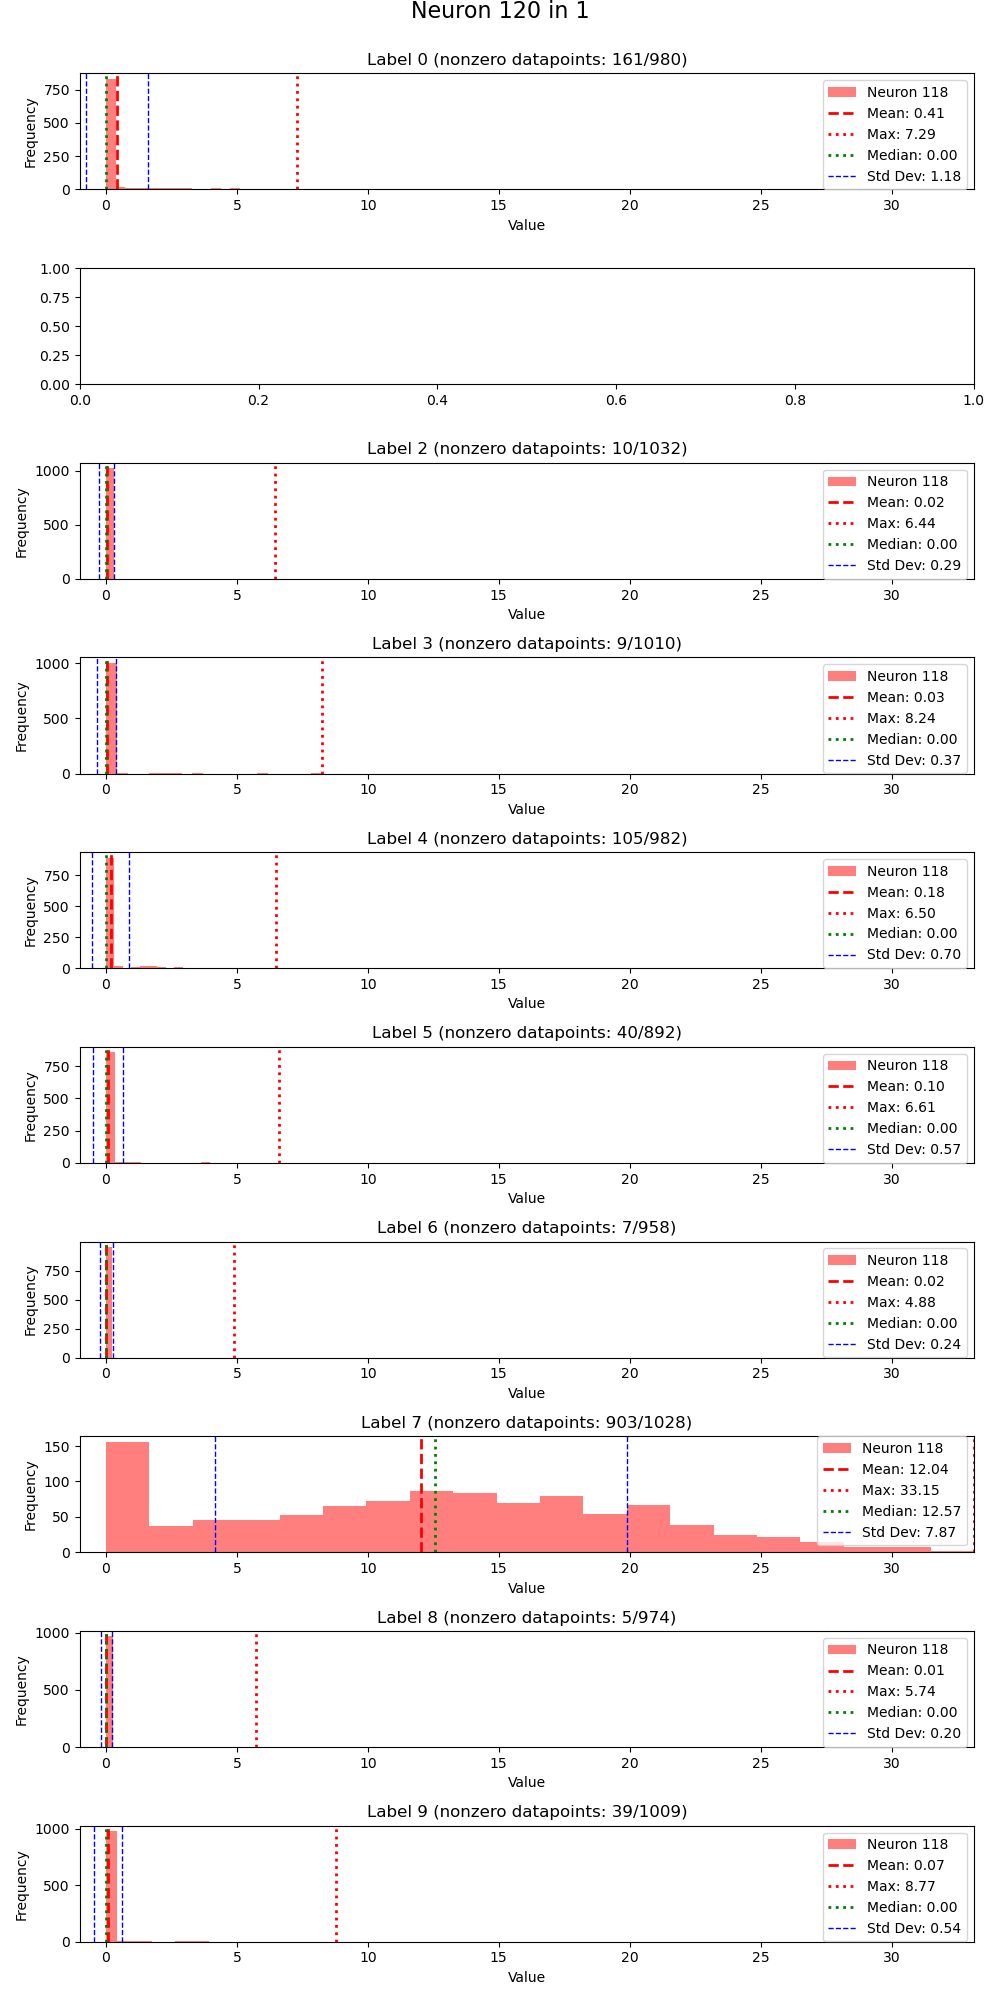 Neuron 120 in 1
Label 0 (nonzero datapoints: 161/980)
Frequency
750
500
250
0
Neuron 118
Mean: 0.41
Max: 7.29
Median: 0.00
Std Dev: 1.18
0 5 10 15 20 25 30
Value
1.00
0.75
0.50
0.25
0.00
0.0 0.2 0.4 0.6 0.8 1.0
Label 2 (nonzero datapoints: 10/1032)
Frequency
1000
500
0
Neuron 118
Mean: 0.02
Max: 6.44
Median: 0.00
Std Dev: 0.29
0 5 10 15 20 25 30
Value
Label 3 (nonzero datapoints: 9/1010)
Frequency
1000
500
0
Neuron 118
Mean: 0.03
Max: 8.24
Median: 0.00
Std Dev: 0.37
0 5 10 15 20 25 30
Value
Label 4 (nonzero datapoints: 105/982)
Frequency
750
500
250
0
Neuron 118
Mean: 0.18
Max: 6.50
Median: 0.00
Std Dev: 0.70
0 5 10 15 20 25 30
Value
Label 5 (nonzero datapoints: 40/892)
Frequency
750
500
250
0
Neuron 118
Mean: 0.10
Max: 6.61
Median: 0.00
Std Dev: 0.57
0 5 10 15 20 25 30
Value
Label 6 (nonzero datapoints: 7/958)
Frequency
750
500
250
0
Neuron 118
Mean: 0.02
Max: 4.88
Median: 0.00
Std Dev: 0.24
0 5 10 15 20 25 30
Value
Label 7 (nonzero datapoints: 903/1028)
Frequency
150
100
50
0
Neuron 118
Mean: 12.04
Max: 33.15
Median: 12.57
Std Dev: 7.87
0 5 10 15 20 25 30
Value
Label 8 (nonzero datapoints: 5/974)
Frequency
1000
500
0
Neuron 118
Mean: 0.01
Max: 5.74
Median: 0.00
Std Dev: 0.20
0 5 10 15 20 25 30
Value
Label 9 (nonzero datapoints: 39/1009)
Frequency
1000
500
0
Neuron 118
Mean: 0.07
Max: 8.77
Median: 0.00
Std Dev: 0.54
0 5 10 15 20 25 30
Value